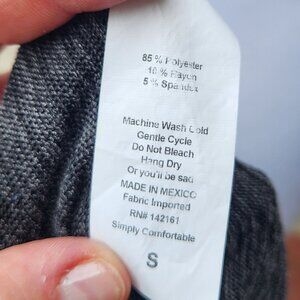 85 % Polyester
10 % Rayon
5 % Spandex
Machine Wash Cold
Gentle Cycle
Do Not Bleach
Hang Dry
Or you'll be sad
MADE IN MEXICO
Fabric Imported
RN# 142161
Simply Comfortable
S